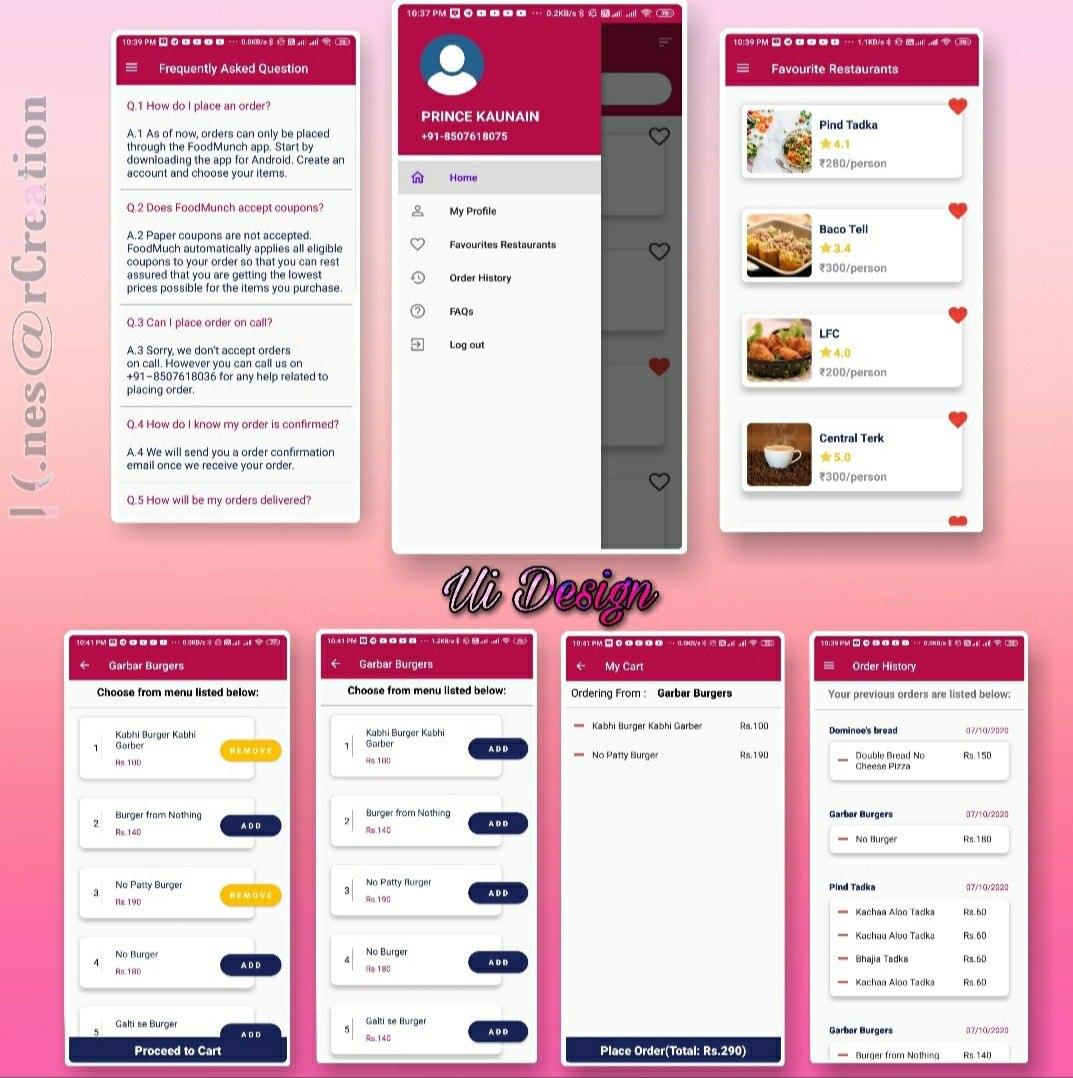 10:39 PM ... 0.0KB/s 70
Frequently Asked Question
Q.1 How do I place an order?
A.1 As of now, orders can only be placed
through the FoodMunch app. Start by
downloading the app for Android. Create an
account and choose your items.
Q.2 Does FoodMunch accept coupons?
A.2 Paper coupons are not accepted.
FoodMuch automatically applies all eligible
coupons to your order so that you can rest
assured that you are getting the lowest
prices possible for the items you purchase.
Q.3 Can I place order on call?
A.3 Sorry, we don't accept orders
on call. However you can call us on
+91-8507618036 for any help related to
placing order.
Q.4 How do I know my order is confirmed?
A.4 We will send you a order confirmation
email once we receive your order.
Q.5 How will be my orders delivered?
10:37 PM ... 0.2KB/s 70
PRINCE KAUNAIN
+91-8507618075
Home
My Profile
Favourites Restaurants
Order History
FAQs
Log out
10:39 PM ... 1.1KB/s 70
Favourite Restaurants
Pind Tadka
4.1
₹280/person
Baco Tell
3.4
₹300/person
LFC
4.0
₹200/person
Central Terk
5.0
₹300/person
|(.nes@rCreation
Ui Design
10:41 PM ... 0.0KB/s
Garbar Burgers
Choose from menu listed below:
1 Kabhi Burger Kabhi
Garber
Rs.100
REMOVE
2 Burger from Nothing
Rs.140
ADD
3 No Patty Burger
Rs.190
REMOVE
4 No Burger
Rs.180
ADD
5 Galti se Burger
ADD
Proceed to Cart
10:41 PM ... 1.2KB/s
Garbar Burgers
Choose from menu listed below:
1 Kabhi Burger Kabhi
Garber
Rs.100
ADD
2 Burger from Nothing
Rs.140
ADD
3 No Patty Burger
Rs.190
ADD
4 No Burger
Rs.180
ADD
5 Galti se Burger
Rs.140
ADD
10:41 PM ... 0.0KB/s
My Cart
Ordering From : Garbar Burgers
Kabhi Burger Kabhi Garber Rs.100
No Patty Burger Rs.190
Place Order(Total: Rs.290)
10:39 PM ... 0.0KB/s
Order History
Your previous orders are listed below:
Dominoe's bread 07/10/2020
Double Bread No
Cheese Pizza
Rs.150
Garbar Burgers 07/10/2020
No Burger Rs.180
Pind Tadka 07/10/2020
Kachaa Aloo Tadka Rs.60
Kachaa Aloo Tadka Rs.60
Bhajia Tadka Rs.60
Kachaa Aloo Tadka Rs.60
Garbar Burgers 07/10/2020
Burger from Nothing Rs.140